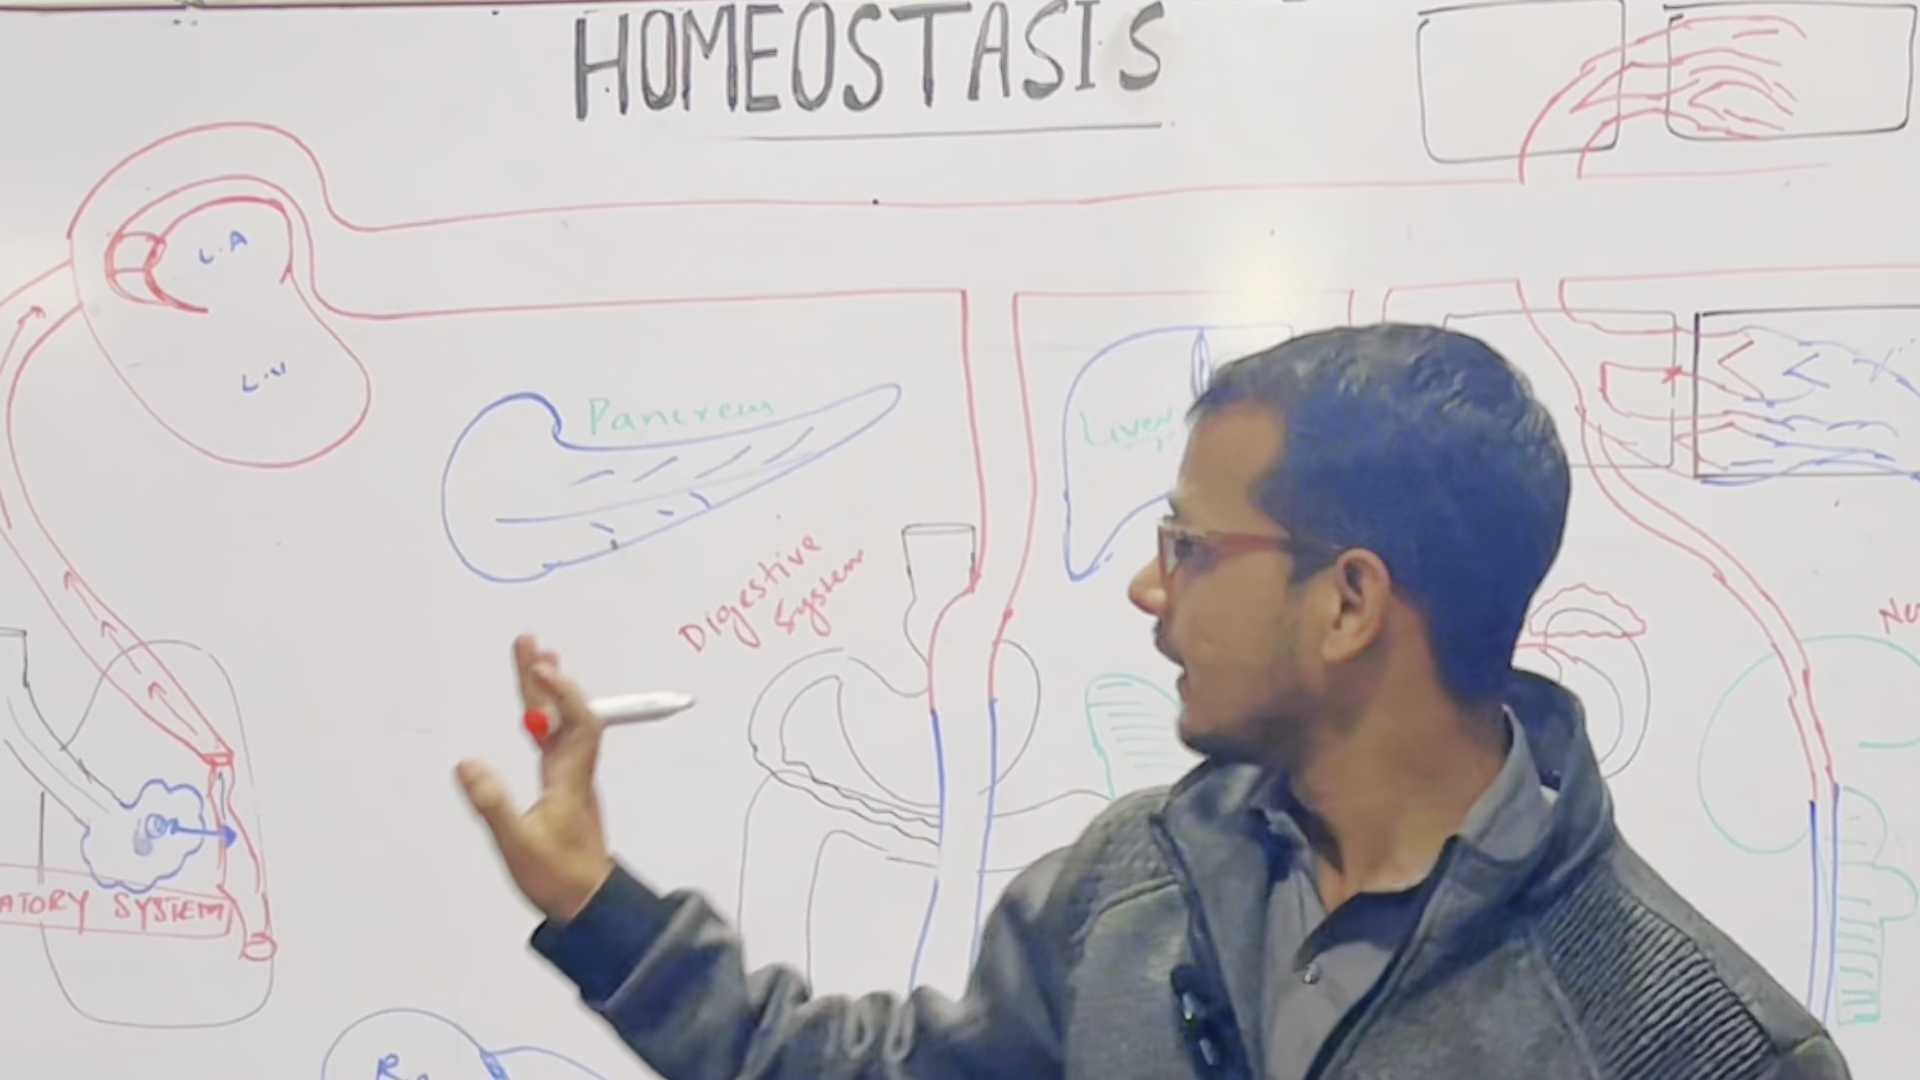 HOMEOSTASIS
L.A
L.V
Pancreas
Liver
Digestive
System
ATORY SYSTEM